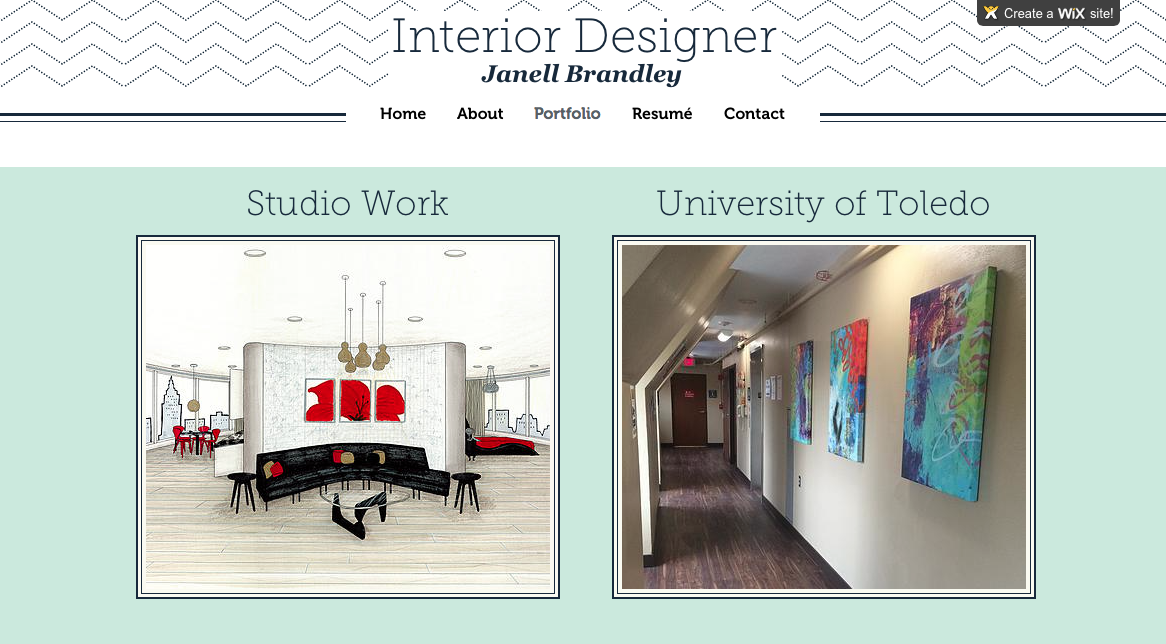 Create a WiX site!
Interior Designer
Janell Brandley
Home About Portfolio Resumé Contact
Studio Work
University of Toledo